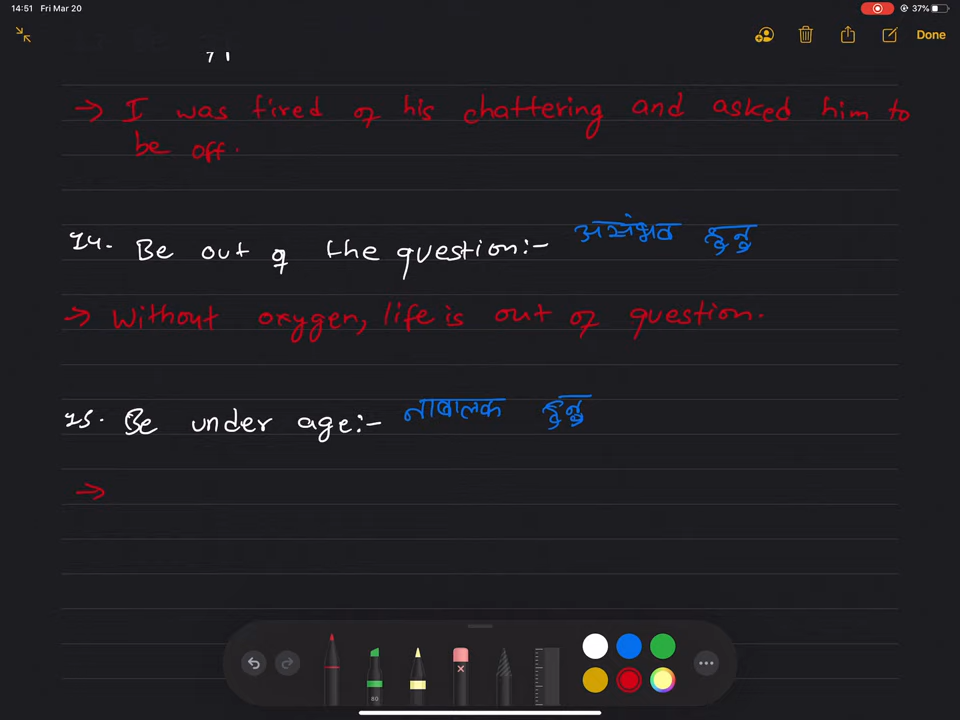 14:51 Fri Mar 20
37%
Done
→ I was tired of his chattering and asked him to
be off.
24. Be out of the question:- असंभव हुनु
→ Without oxygen, life is out of question.
25. Be under age:- नाबालक हुनु
→
80